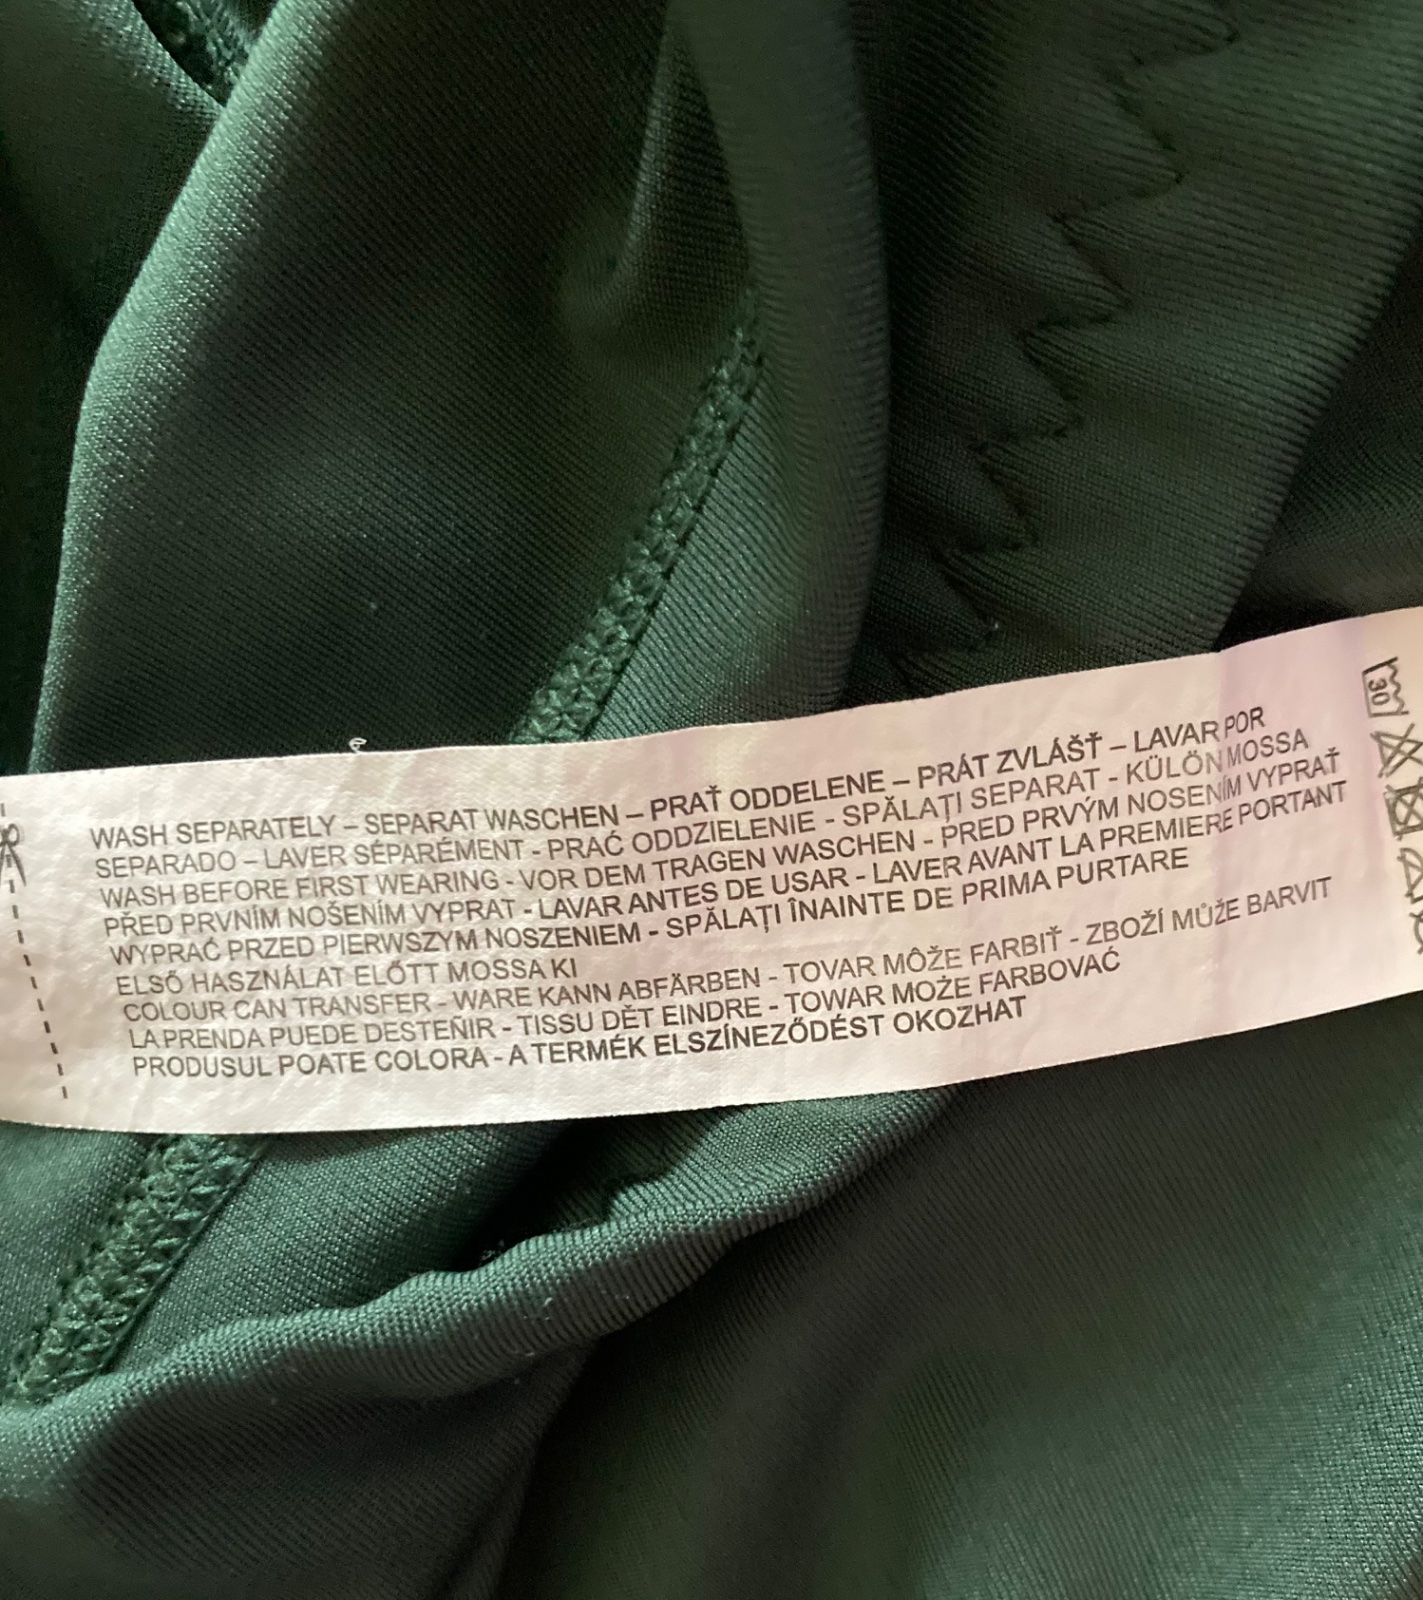 WASH SEPARATELY – SEPARAT WASCHEN – PRAŤ ODDELENE – PRÁT ZVLÁŠŤ – LAVAR POR
SEPARADO – LAVER SÉPARÉMENT - PRAĆ ODDZIELENIE - SPĂLAȚI SEPARAT - KÜLÖN MOSSA
WASH BEFORE FIRST WEARING - VOR DEM TRAGEN WASCHEN - PRED PRVÝM NOSENÍM VYPRAŤ
PŘED PRVNÍM NOŠENÍM VYPRAT - LAVAR ANTES DE USAR - LAVER AVANT LA PREMIERE PORTANT
WYPRAĆ PRZED PIERWSZYM NOSZENIEM - SPĂLAȚI ÎNAINTE DE PRIMA PURTARE
ELSŐ HASZNÁLAT ELŐTT MOSSA KI
COLOUR CAN TRANSFER - WARE KANN ABFÄRBEN - TOVAR MÔŽE FARBIŤ - ZBOŽÍ MŮŽE BARVIT
LA PRENDA PUEDE DESTEÑIR - TISSU DĚT EINDRE - TOWAR MOŻE FARBOVAĆ
PRODUSUL POATE COLORA - A TERMÉK ELSZÍNEZŐDÉST OKOZHAT
30